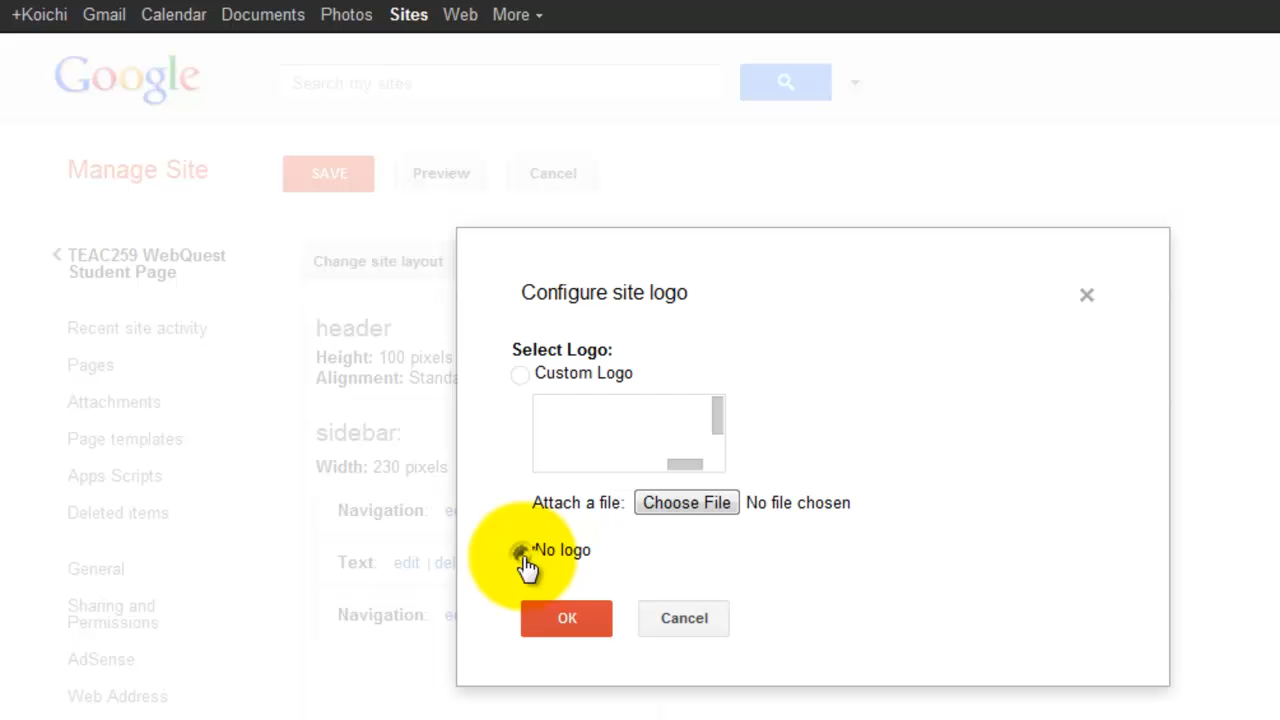 +Koichi Gmail Calendar Documents Photos Sites Web More
Google
Search my sites
Manage Site
SAVE
Preview
Cancel
TEAC259 WebQuest
Student Page
Recent site activity
Pages
Attachments
Page templates
Apps Scripts
Deleted items
General
Sharing and
Permissions
AdSense
Web Address
Change site layout
header
Height: 100 pixels
Alignment: Standa
sidebar:
Width: 230 pixels
Navigation: e
Text: edit | del
Navigation: e
Configure site logo
Select Logo:
Custom Logo
Attach a file: Choose File No file chosen
No logo
OK
Cancel